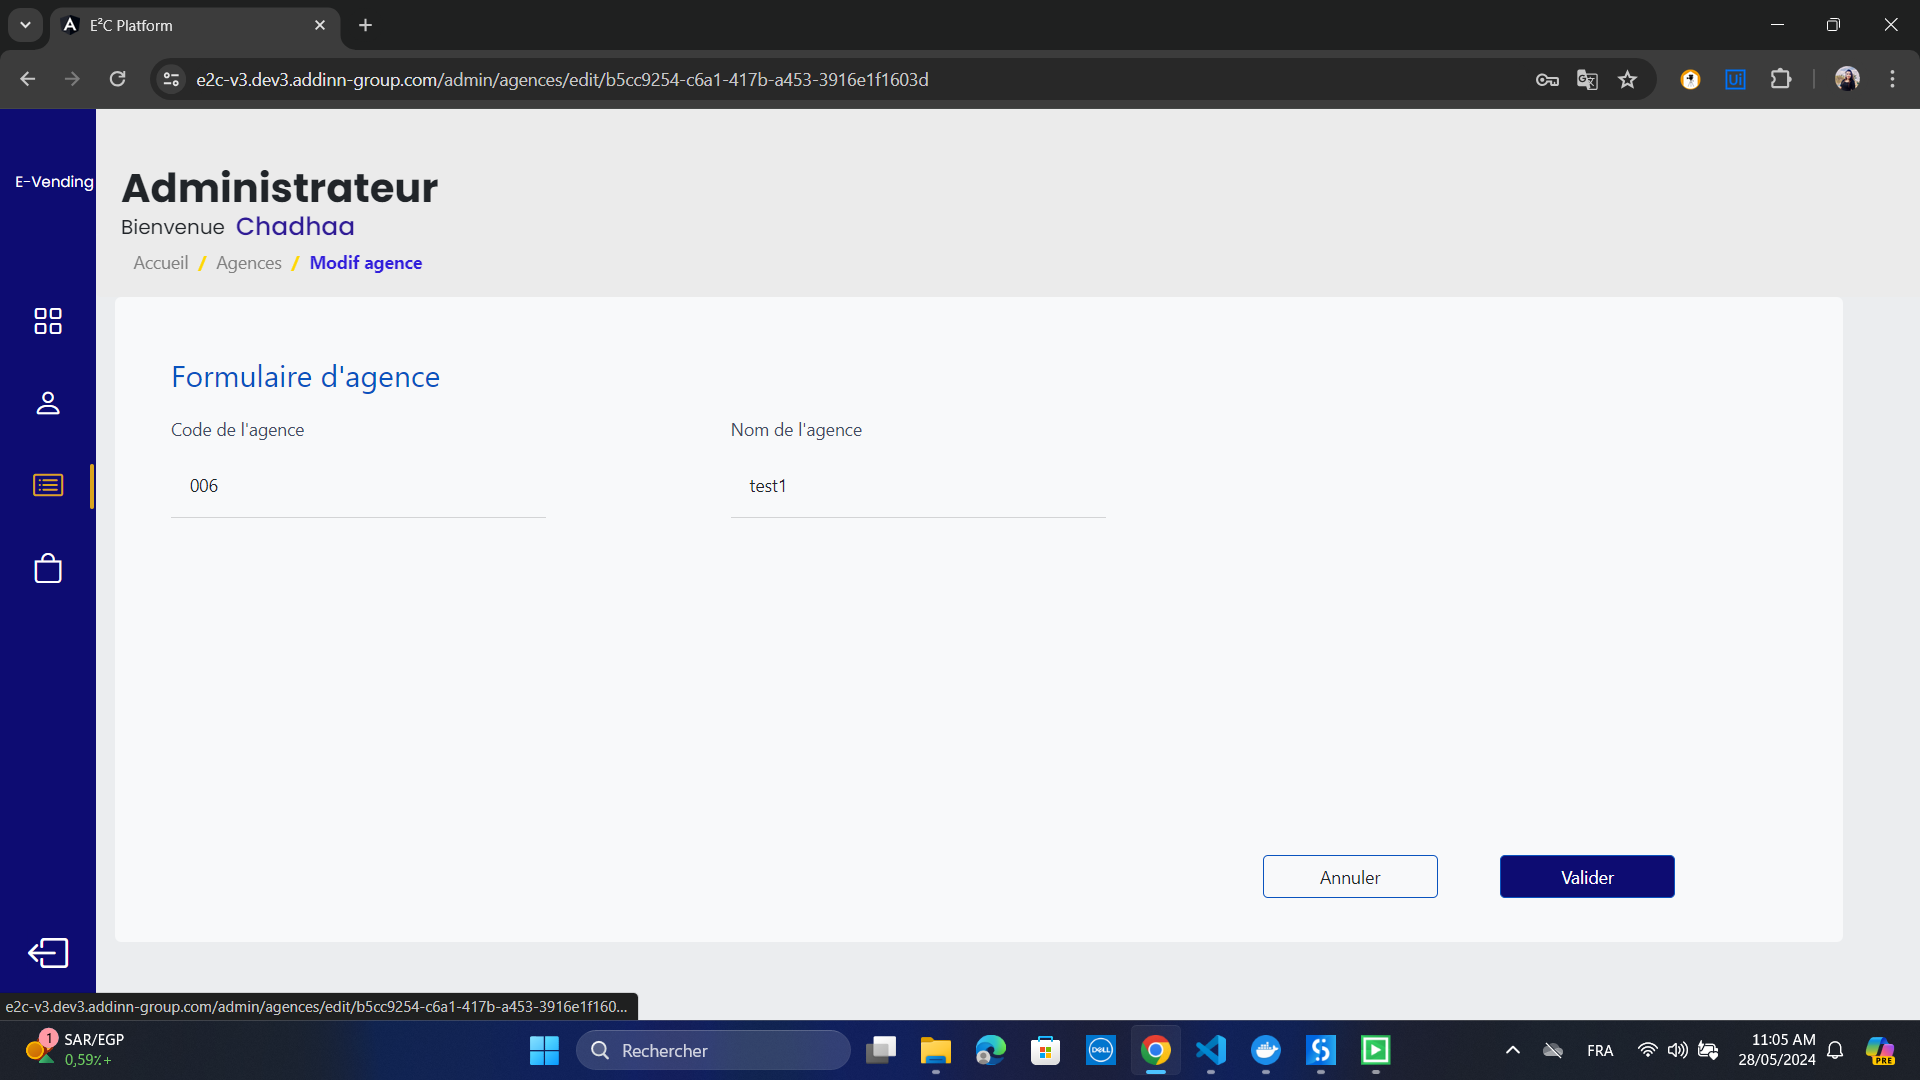 E²C Platform
e2c-v3.dev3.addinn-group.com/admin/agences/edit/b5cc9254-c6a1-417b-a453-3916e1f1603d
E-Vending
Administrateur
Bienvenue Chadhaa
Accueil / Agences / Modif agence
Formulaire d'agence
Code de l'agence
Nom de l'agence
006
test1
Annuler
Valider
e2c-v3.dev3.addinn-group.com/admin/agences/edit/b5cc9254-c6a1-417b-a453-3916e1f160...
1
SAR/EGP
0,59٪+
Rechercher
DELL
Ui
FRA
11:05 AM
28/05/2024
PRE